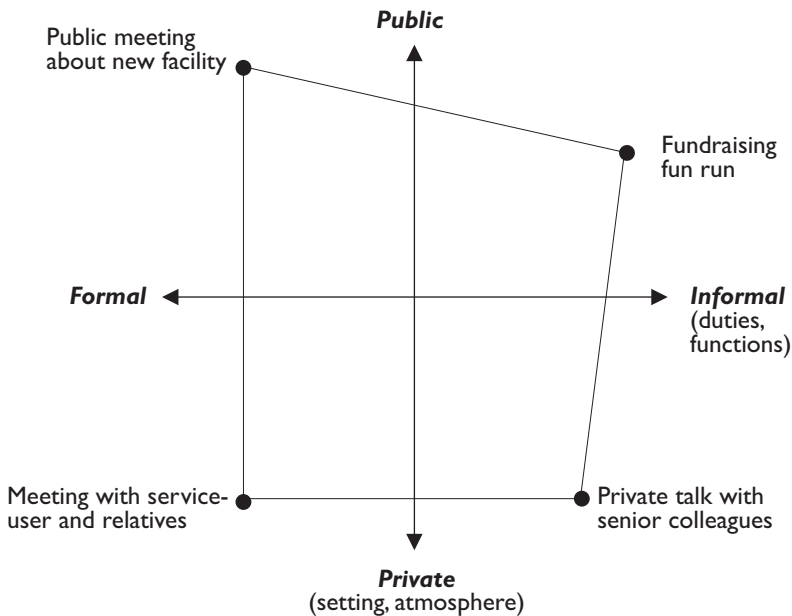 Public
Public meeting
about new facility
Fundraising
fun run
Formal
Informal
(duties,
functions)
Meeting with service-
user and relatives
Private talk with
senior colleagues
Private
(setting, atmosphere)